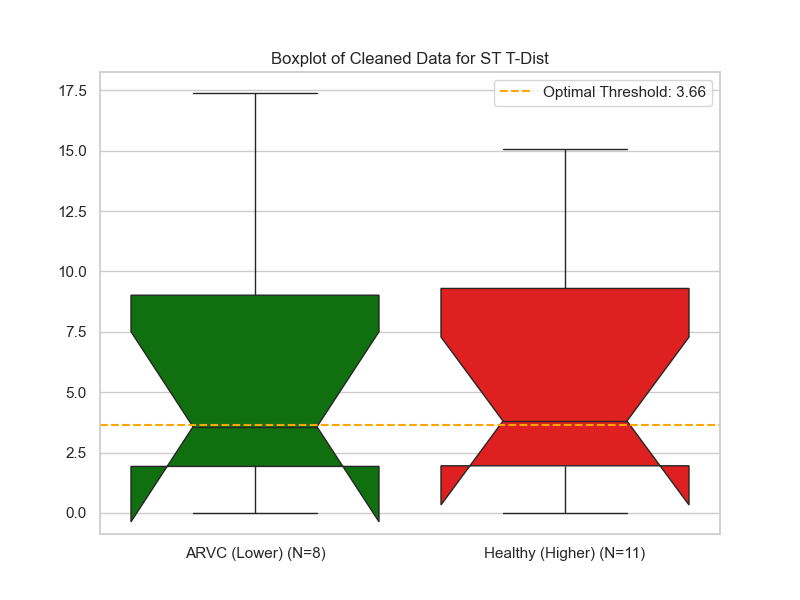 Boxplot of Cleaned Data for ST T-Dist
Optimal Threshold: 3.66
17.5
15.0
12.5
10.0
7.5
5.0
2.5
0.0
ARVC (Lower) (N=8)
Healthy (Higher) (N=11)